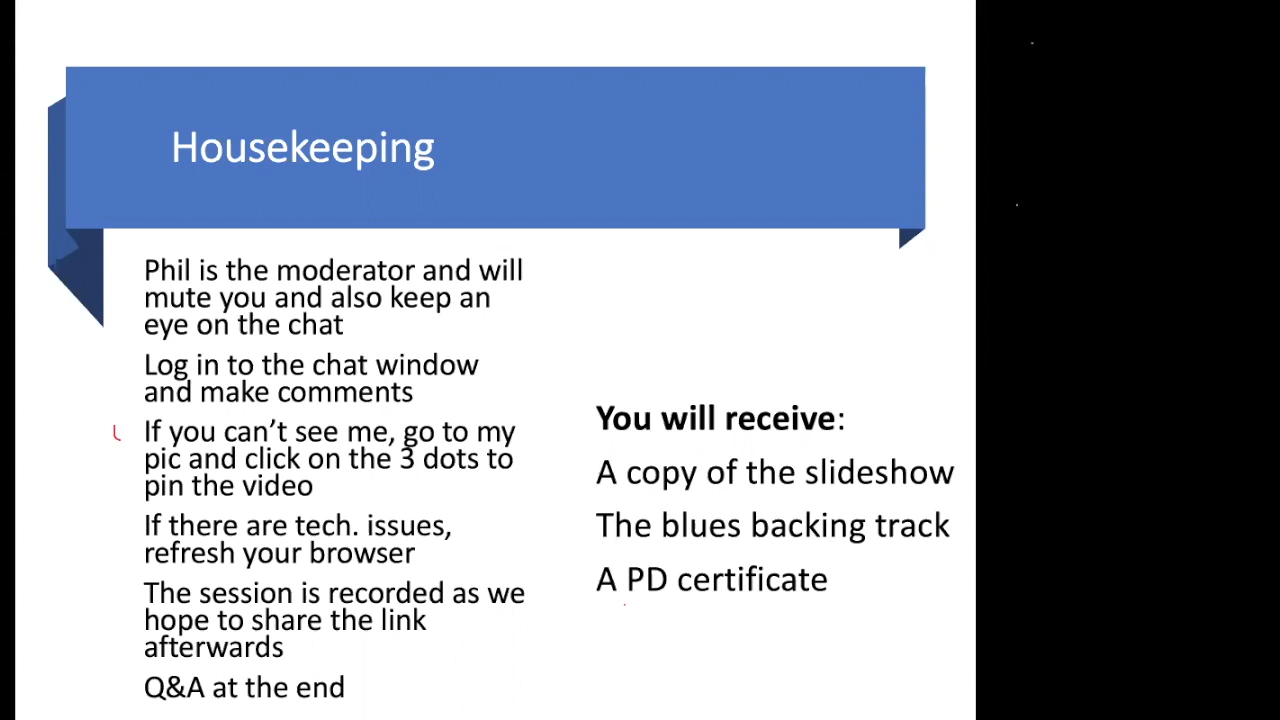 Housekeeping
Phil is the moderator and will
mute you and also keep an
eye on the chat
Log in to the chat window
and make comments
If you can’t see me, go to my
pic and click on the 3 dots to
pin the video
If there are tech. issues,
refresh your browser
The session is recorded as we
hope to share the link
afterwards
Q&A at the end
You will receive:
A copy of the slideshow
The blues backing track
A PD certificate